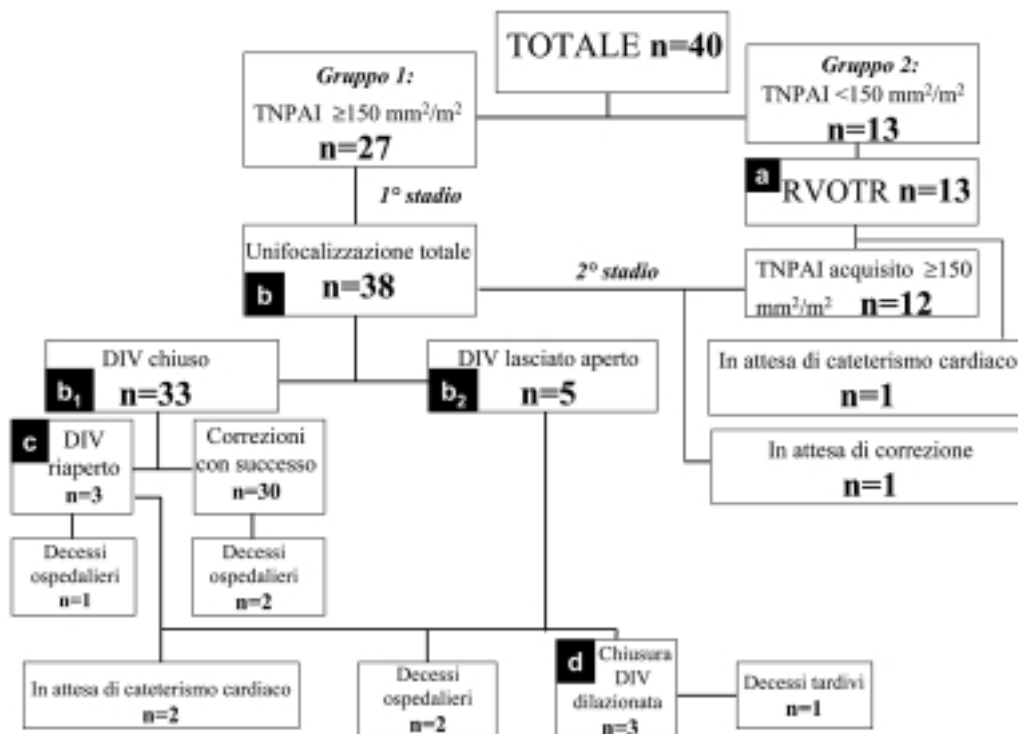 TOTALE n=40
Gruppo 1:
TNPAI ≥150 mm²/m²
n=27
Gruppo 2:
TNPAI <150 mm²/m²
n=13
a
RVOTR n=13
1° stadio
Unifocalizzazione totale
b
n=38
2° stadio
TNPAI acquisito ≥150
mm²/m² n=12
DIV chiuso
b₁
n=33
DIV lasciato aperto
b₂
n=5
In attesa di cateterismo cardiaco
n=1
c
DIV
riaperto
n=3
Correzioni
con successo
n=30
In attesa di correzione
n=1
Decessi
ospedalieri
n=1
Decessi
ospedalieri
n=2
In attesa di cateterismo cardiaco
n=2
Decessi
ospedalieri
n=2
d
Chiusura
DIV
dilazionata
n=3
Decessi tardivi
n=1